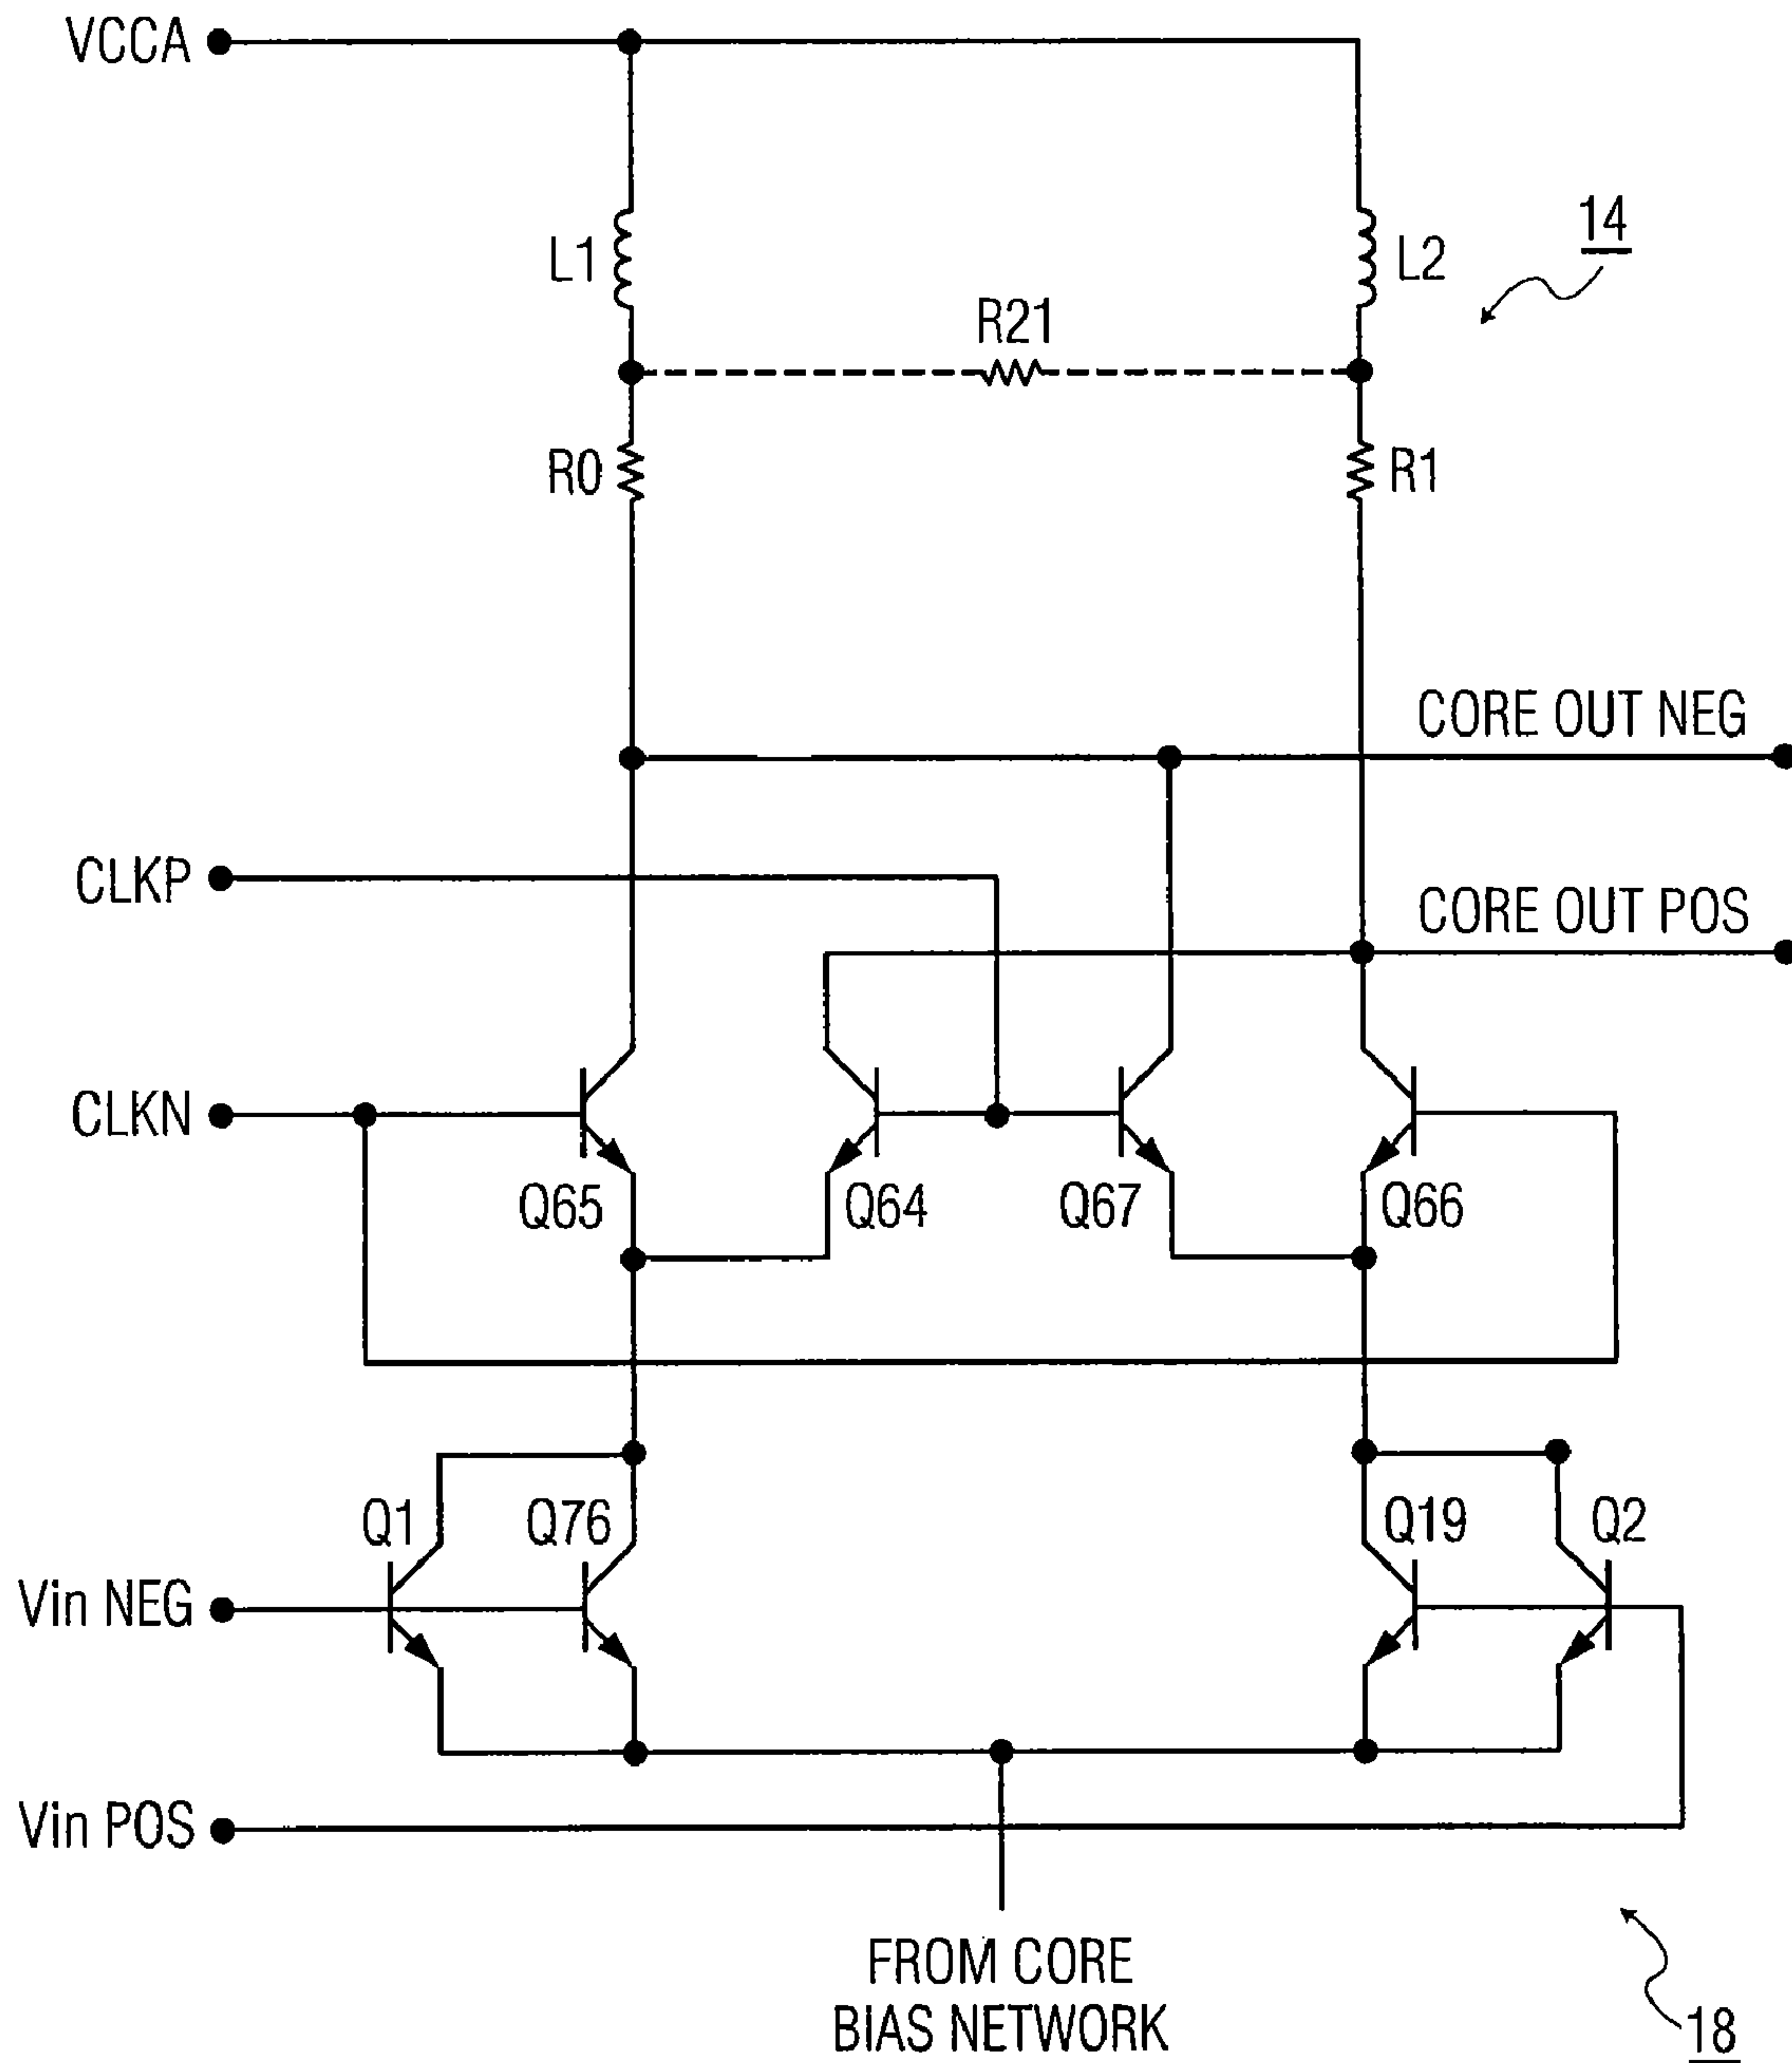 VCCA
14
L1
L2
R21
R0
R1
CORE OUT NEG
CLKP
CORE OUT POS
CLKN
Q65
Q64
Q67
Q66
Q1
Q76
Q19
Q2
Vin NEG
Vin POS
FROM CORE
BIAS NETWORK
18